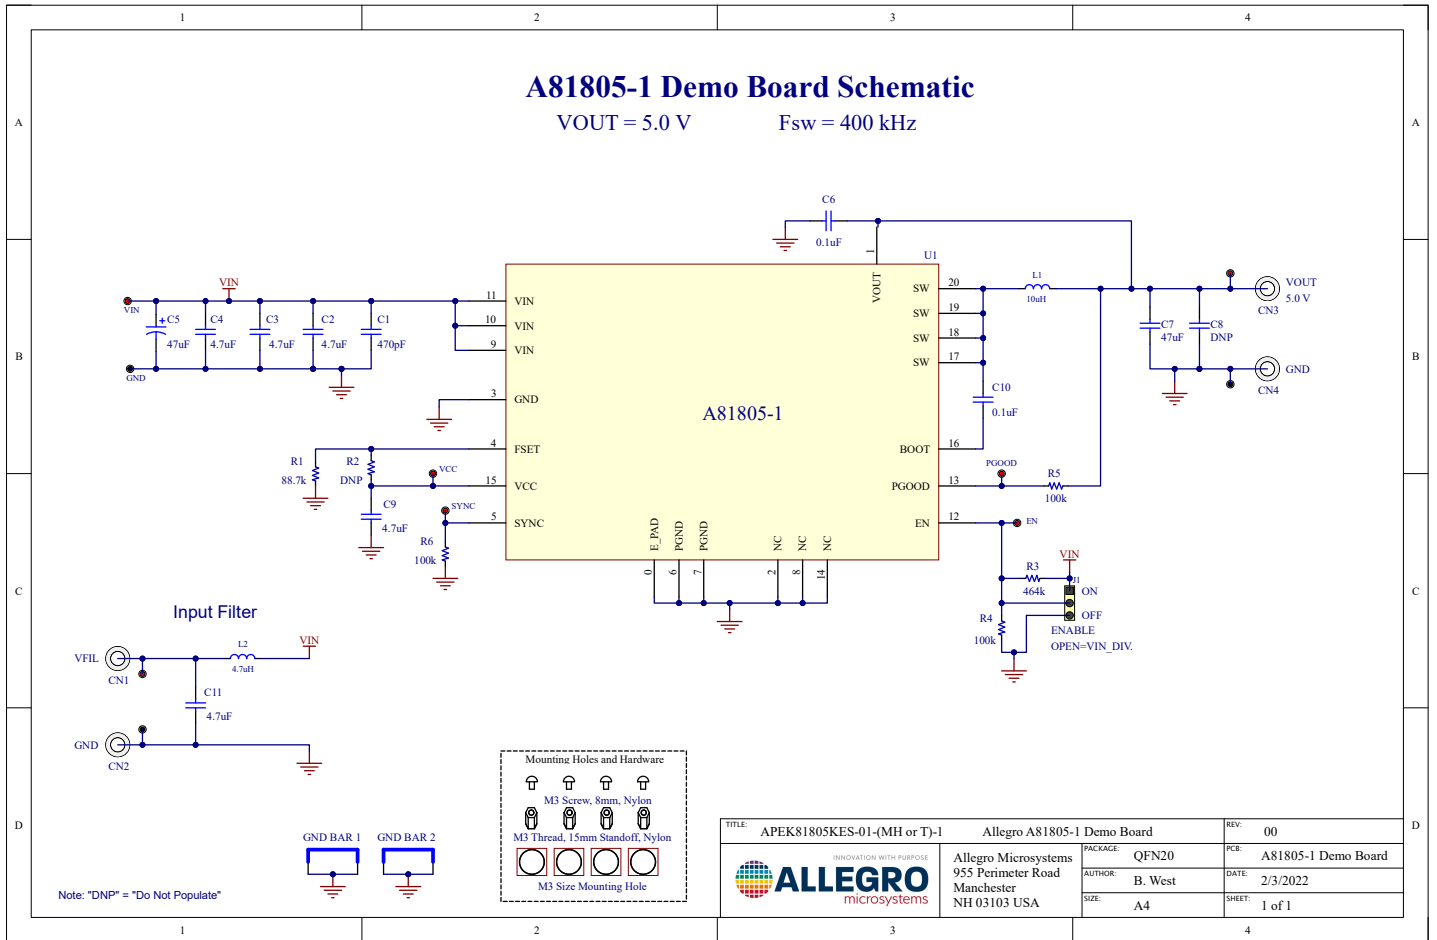 1 2 3 4
A81805-1 Demo Board Schematic
VOUT = 5.0 V Fsw = 400 kHz
A A
C6
0.1uF
1
VOUT
U1
VIN
VIN
C5
47uF
C4
4.7uF
C3
4.7uF
C2
4.7uF
C1
470pF
GND
B B
11 VIN
10 VIN
9 VIN
3 GND
4 FSET
15 VCC
5 SYNC
A81805-1
SW 20
SW 19
SW 18
SW 17
BOOT 16
PGOOD 13
EN 12
L1
10uH
C10
0.1uF
C7
47uF
C8
DNP
VOUT
5.0 V
CN3
GND
CN4
R1
88.7k
R2
DNP
VCC
C9
4.7uF
SYNC
R6
100k
PGOOD
R5
100k
EN
E_PAD PGND PGND NC NC NC
0 6 7 2 8 14
VIN
R3
464k
J1
ON
OFF
R4
100k
ENABLE
OPEN=VIN_DIV.
C C
Input Filter
VFIL
CN1
L2
4.7uH
VIN
C11
4.7uF
GND
CN2
Mounting Holes and Hardware
M3 Screw, 8mm, Nylon
M3 Thread, 15mm Standoff, Nylon
M3 Size Mounting Hole
D D
GND BAR 1 GND BAR 2
Note: "DNP" = "Do Not Populate"
TITLE: APEK81805KES-01-(MH or T)-1 Allegro A81805-1 Demo Board
REV: 00
INNOVATION WITH PURPOSE
ALLEGRO
microsystems
Allegro Microsystems
955 Perimeter Road
Manchester
NH 03103 USA
PACKAGE: QFN20
PCB: A81805-1 Demo Board
AUTHOR: B. West
DATE: 2/3/2022
SIZE: A4
SHEET: 1 of 1
1 2 3 4